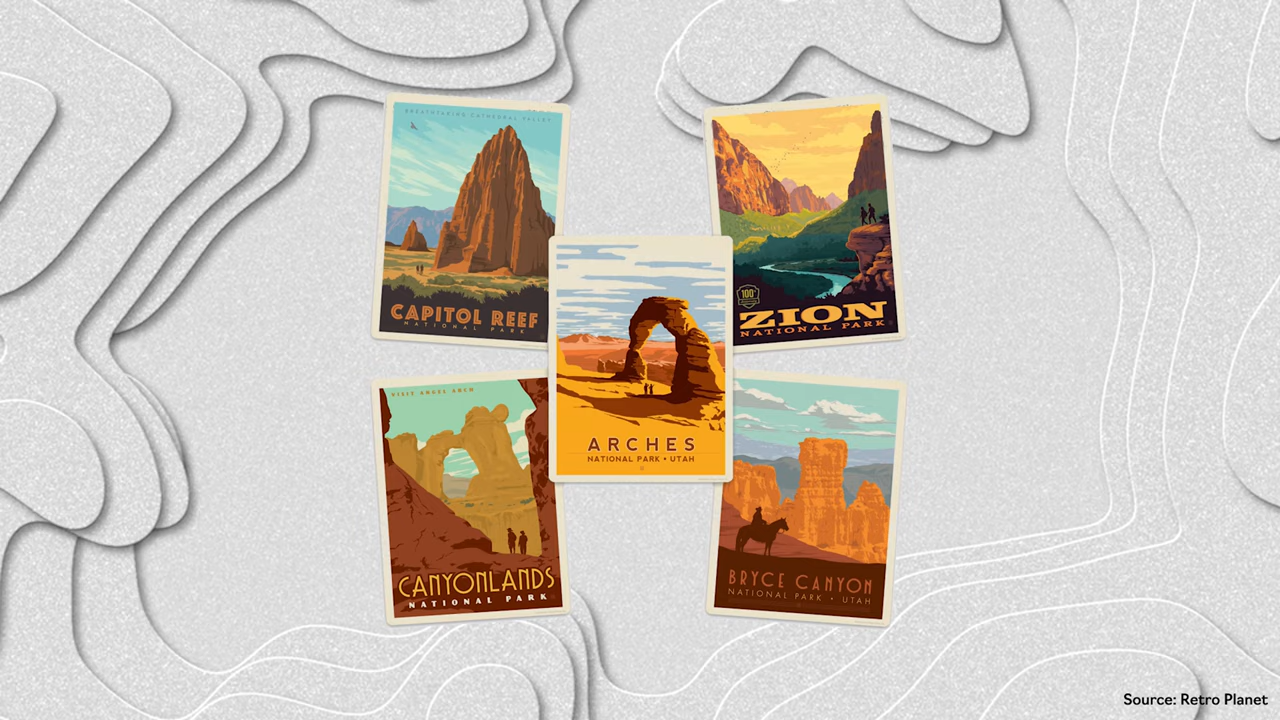 BREATHTAKING CATHEDRAL VALLEY
CAPITOL REEF
NATIONAL PARK
100
ZION
NATIONAL PARK
ARCHES
NATIONAL PARK • UTAH
VISIT ANGEL ARCH
CANYONLANDS
NATIONAL PARK
BRYCE CANYON
NATIONAL PARK • UTAH
Source: Retro Planet